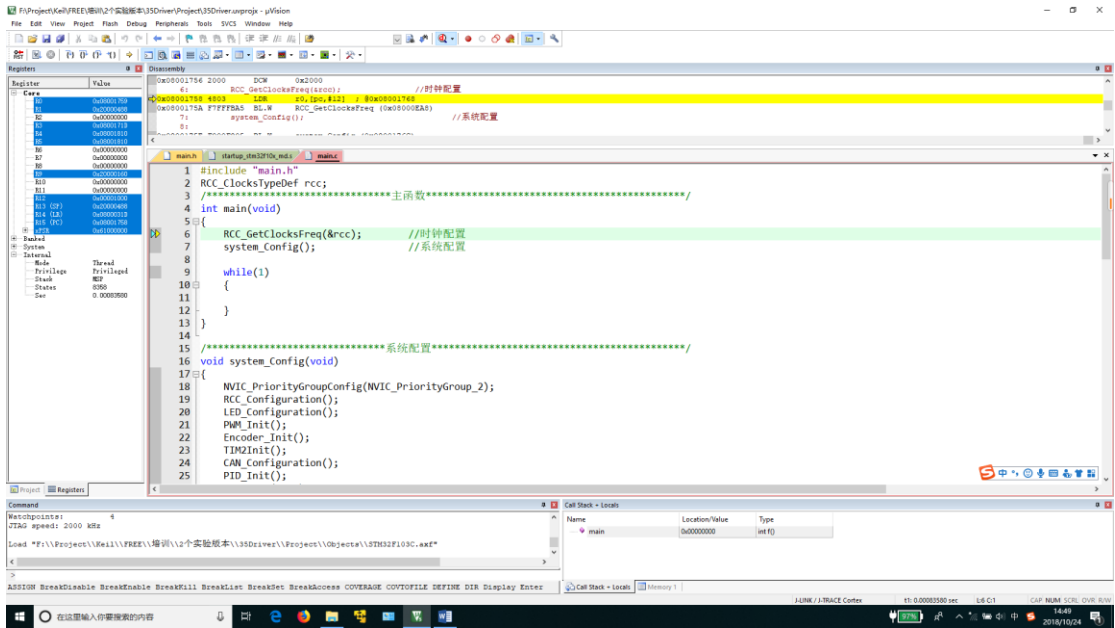 F:\Project\Keil\FREE\培训\2个实验版本\35Driver\Project\35Driver.uvprojx - µVision
File Edit View Project Flash Debug Peripherals Tools SVCS Window Help
Registers
Register Value
Core
R0 0x08001759
R1 0x20000488
R2 0x00000000
R3 0x0800171B
R4 0x08001810
R5 0x08001810
R6 0x00000000
R7 0x00000000
R8 0x00000000
R9 0x20000160
R10 0x00000000
R11 0x00000000
R12 0x00001000
R13 (SP) 0x20000488
R14 (LR) 0x0800031D
R15 (PC) 0x08001758
xPSR 0x61000000
Banked
System
Internal
Mode Thread
Privilege Privileged
Stack MSP
States 8358
Sec 0.00083580
Project Registers
Disassembly
0x08001756 2000 DCW 0x2000
6: RCC_GetClocksFreq(&rcc); //时钟配置
0x08001758 4803 LDR r0,[pc,#12] ; @0x08001768
0x0800175A F7FFFBA5 BL.W RCC_GetClocksFreq (0x08000EA8)
7: system_Config(); //系统配置
8:
main.h startup_stm32f10x_md.s main.c
1 #include "main.h"
2 RCC_ClocksTypeDef rcc;
3 /********************************主函数*********************************************/
4 int main(void)
5 {
6 RCC_GetClocksFreq(&rcc); //时钟配置
7 system_Config(); //系统配置
8
9 while(1)
10 {
11
12 }
13 }
14
15 /*******************************系统配置********************************************/
16 void system_Config(void)
17 {
18 NVIC_PriorityGroupConfig(NVIC_PriorityGroup_2);
19 RCC_Configuration();
20 LED_Configuration();
21 PWM_Init();
22 Encoder_Init();
23 TIM2Init();
24 CAN_Configuration();
25 PID_Init();
中
Command
Watchpoints: 4
JTAG speed: 2000 kHz
Load "F:\\Project\\Keil\\FREE\\培训\\2个实验版本\\35Driver\\Project\\Objects\\STM32F103C.axf"
>
ASSIGN BreakDisable BreakEnable BreakKill BreakList BreakSet BreakAccess COVERAGE COVTOFILE DEFINE DIR Display Enter
Call Stack + Locals
Name Location/Value Type
main 0x00000000 int f()
Call Stack + Locals Memory 1
J-LINK / J-TRACE Cortex t1: 0.00083580 sec L:6 C:1 CAP NUM SCRL OVR R/W
在这里输入你要搜索的内容
97%
中
14:49
2018/10/24